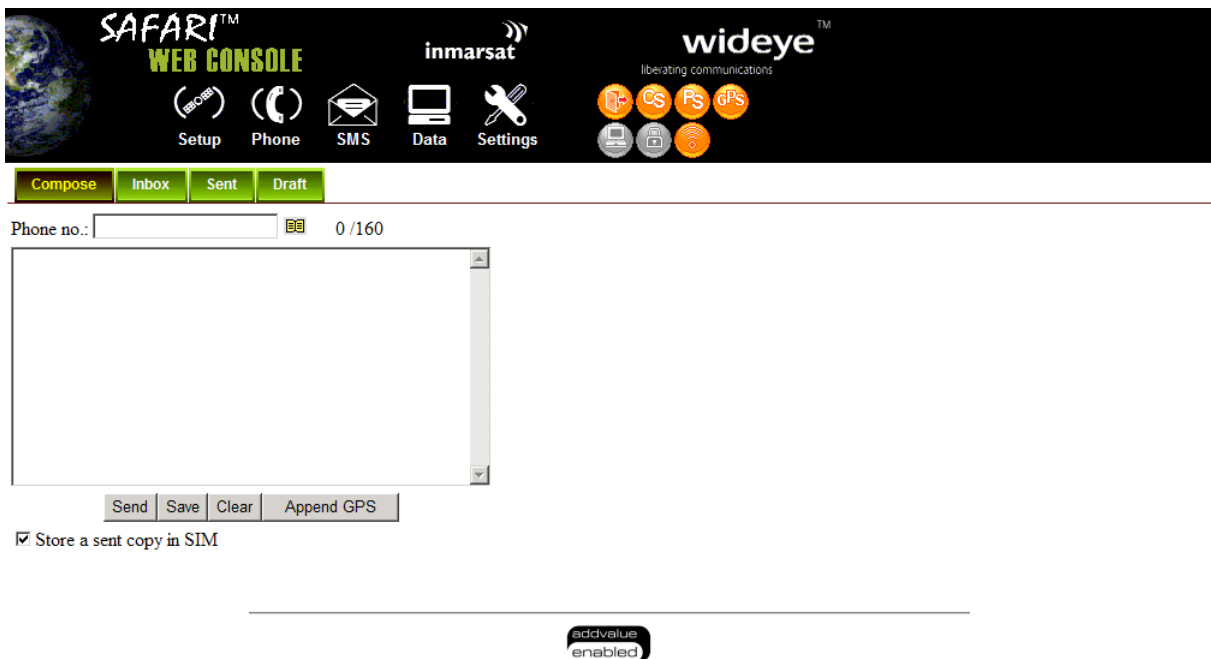 SAFARI™
WEB CONSOLE
inmarsat
wideye™
liberating communications
CS PS GPS
Setup Phone SMS Data Settings
Compose Inbox Sent Draft
Phone no.: 0 /160
Send Save Clear Append GPS
Store a sent copy in SIM
addvalue
enabled